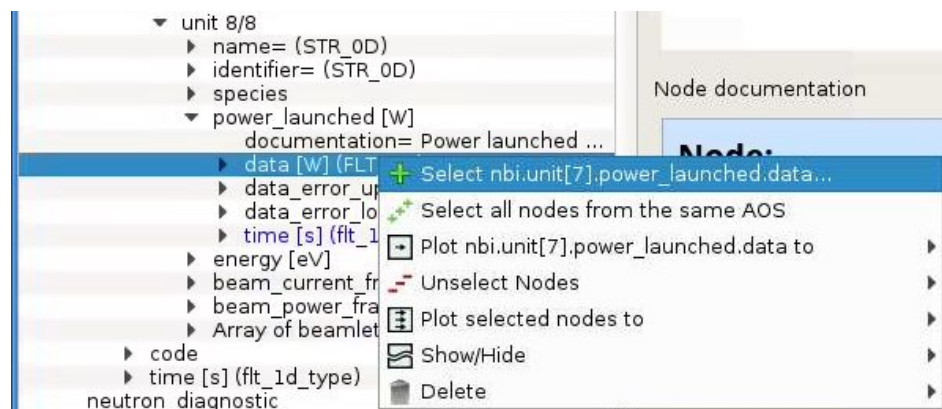 unit 8/8
name= (STR_0D)
identifier= (STR_0D)
species
power_launched [W]
documentation= Power launched ...
data [W] (FLT
data_error_up
data_error_lo
time [s] (flt_1
energy [eV]
beam_current_fr
beam_power_fra
Array of beamlet
code
time [s] (flt_1d_type)
neutron_diagnostic
Node documentation
Node:
Select nbi.unit[7].power_launched.data...
Select all nodes from the same AOS
Plot nbi.unit[7].power_launched.data to
Unselect Nodes
Plot selected nodes to
Show/Hide
Delete